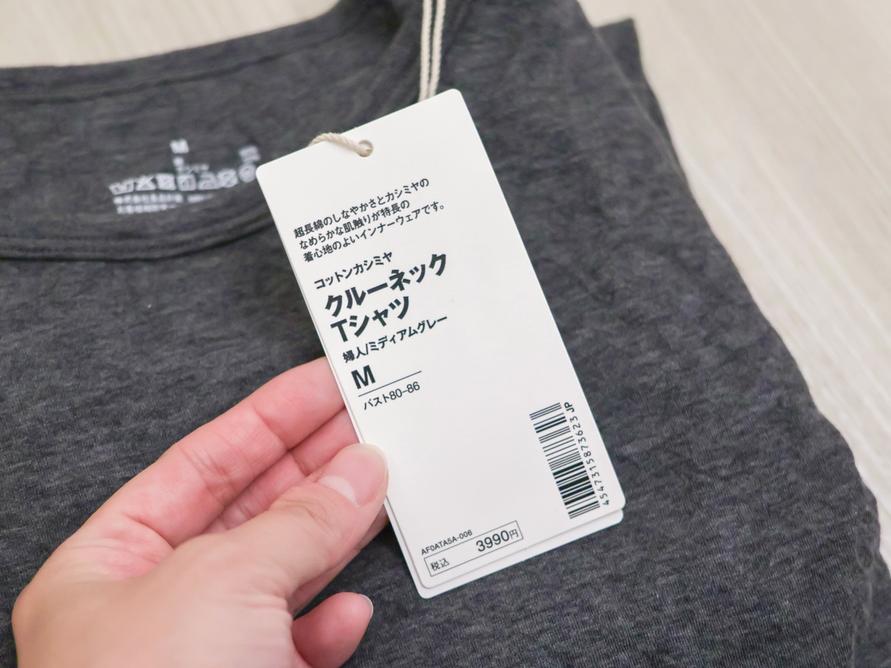 M
超長綿のしなやかさとカシミヤの
なめらかな肌触りが特長の
着心地のよいインナーウェアです。
コットンカシミヤ
クルーネック
Tシャツ
婦人/ミディアムグレー
M
バスト80-86
4547315873623 JP
AF0ATA5A-006
税込 3990円